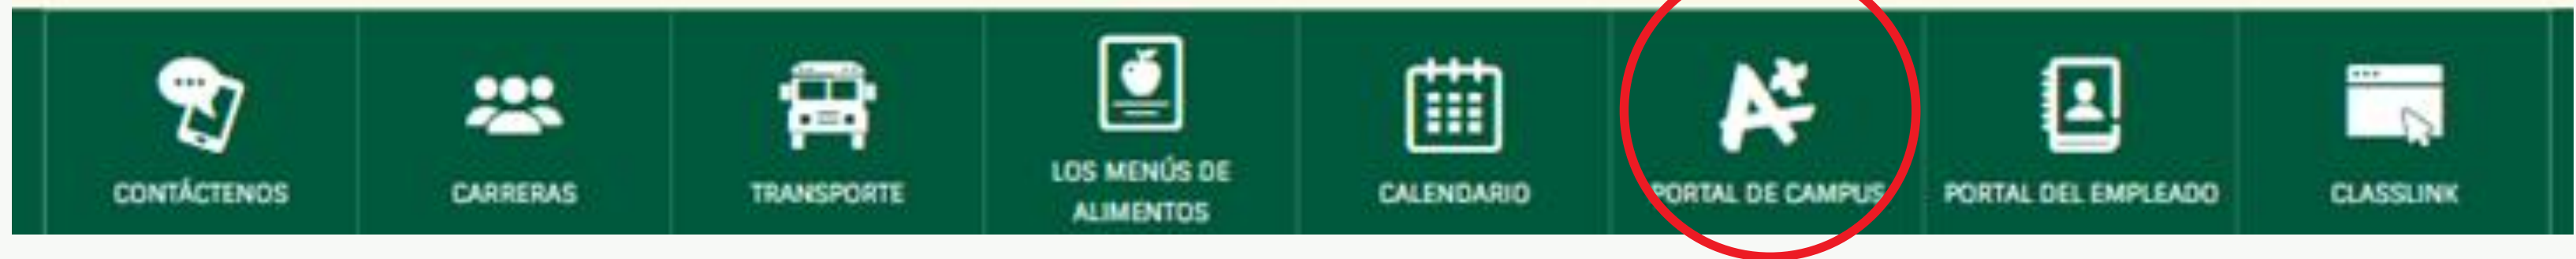 CONTÁCTENOS
CARRERAS
TRANSPORTE
LOS MENÚS DE
ALIMENTOS
CALENDARIO
PORTAL DE CAMPUS
PORTAL DEL EMPLEADO
CLASSLINK